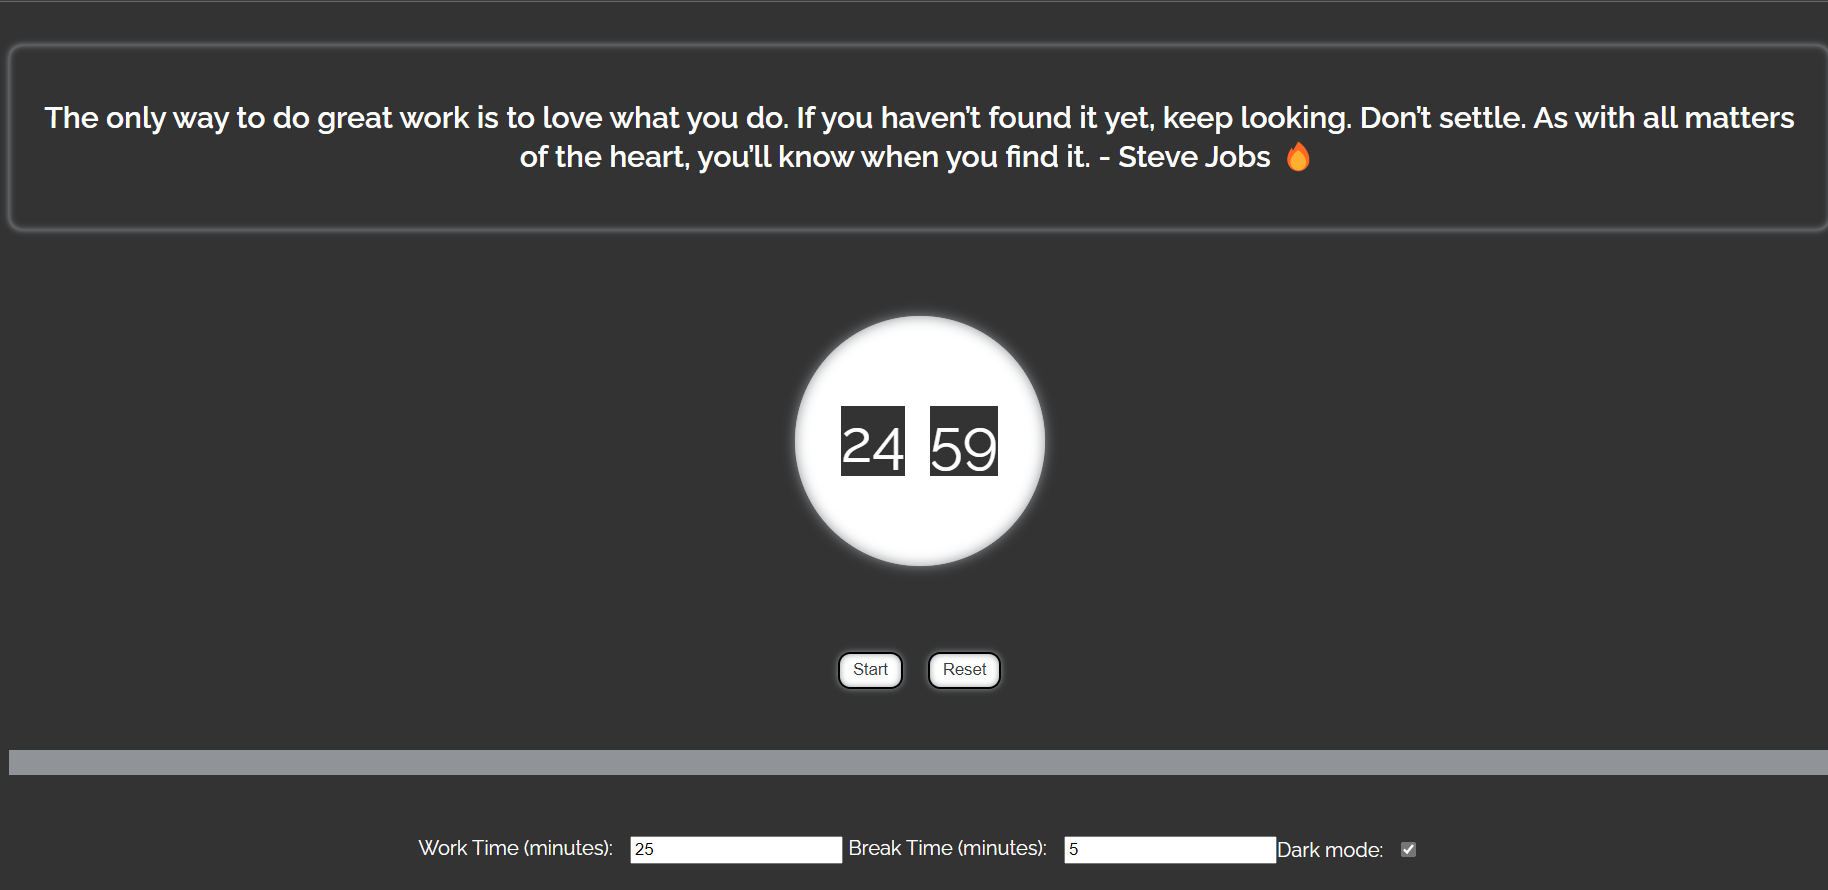 The only way to do great work is to love what you do. If you haven’t found it yet, keep looking. Don’t settle. As with all matters
of the heart, you’ll know when you find it. - Steve Jobs 🔥
24 59
Start Reset
Work Time (minutes): 25 Break Time (minutes): 5 Dark mode: